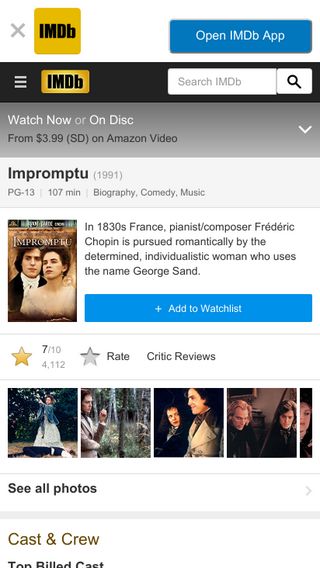 IMDb
Open IMDb App
IMDb
Search IMDb
Watch Now or On Disc
From $3.99 (SD) on Amazon Video
Impromptu (1991)
PG-13 | 107 min | Biography, Comedy, Music
IMPROMPTU
In 1830s France, pianist/composer Frédéric
Chopin is pursued romantically by the
determined, individualistic woman who uses
the name George Sand.
+ Add to Watchlist
7/10
4,112
Rate
Critic Reviews
See all photos
Cast & Crew
Top Billed Cast